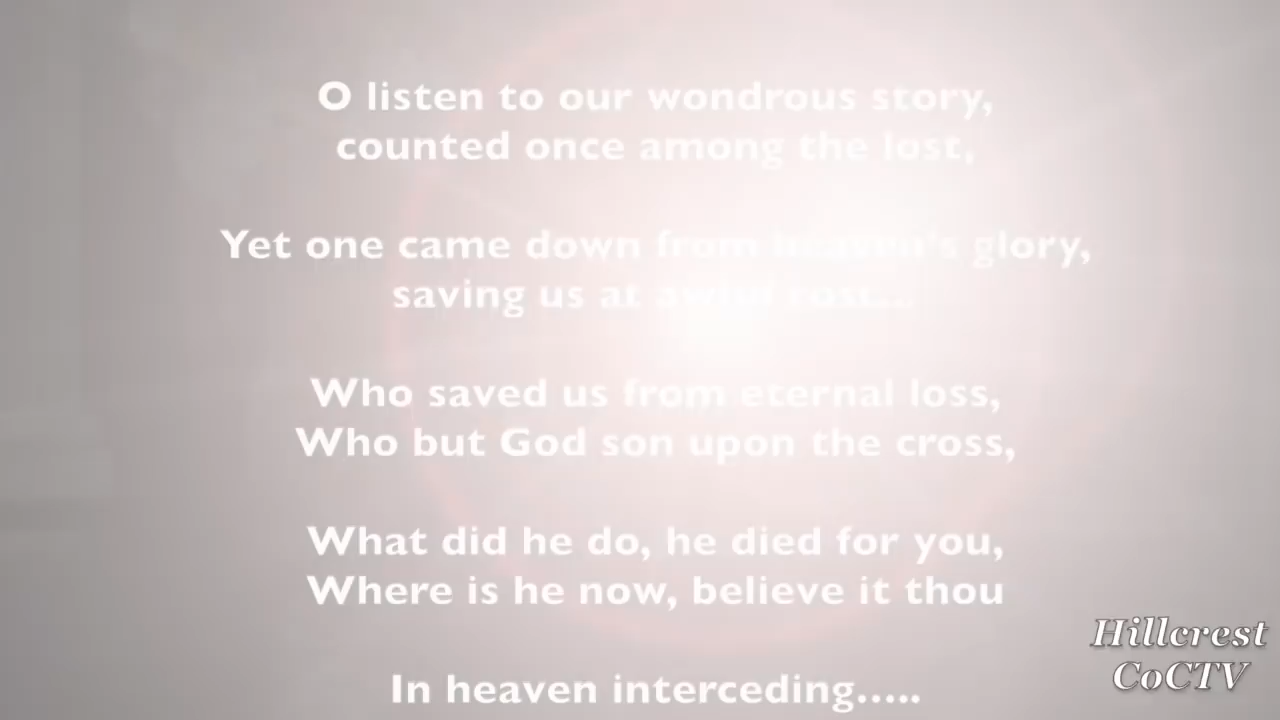 O listen to our wondrous story,
counted once among the lost,
Yet one came down from heaven's glory,
saving us at awful cost...
Who saved us from eternal loss,
Who but God son upon the cross,
What did he do, he died for you,
Where is he now, believe it thou
In heaven interceding.....
Hillcrest
CoCTV